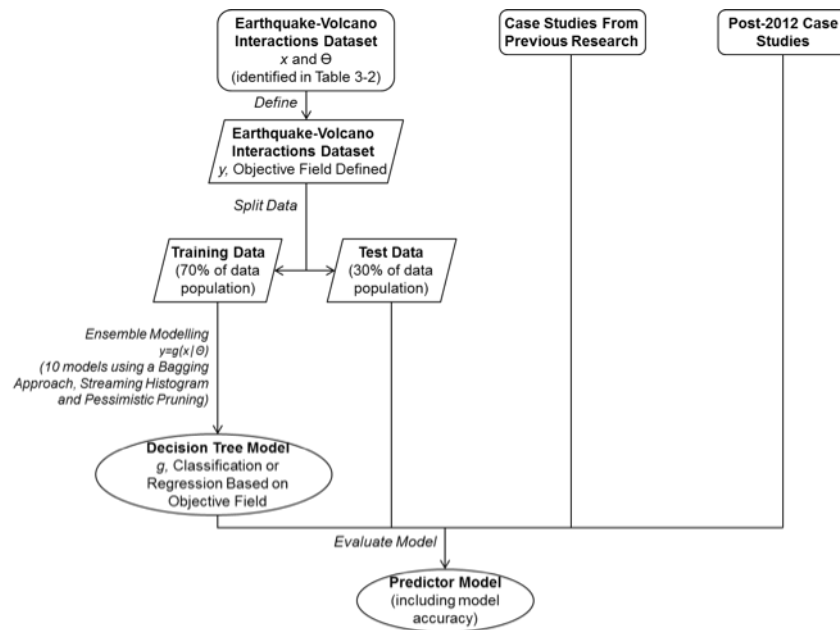 Earthquake-Volcano
Interactions Dataset
x and Θ
(identified in Table 3-2)
Case Studies From
Previous Research
Post-2012 Case
Studies
Define
Earthquake-Volcano
Interactions Dataset
y, Objective Field Defined
Split Data
Training Data
(70% of data
population)
Test Data
(30% of data
population)
Ensemble Modelling
y=g(x|Θ)
(10 models using a Bagging
Approach, Streaming Histogram
and Pessimistic Pruning)
Decision Tree Model
g, Classification or
Regression Based on
Objective Field
Evaluate Model
Predictor Model
(including model
accuracy)